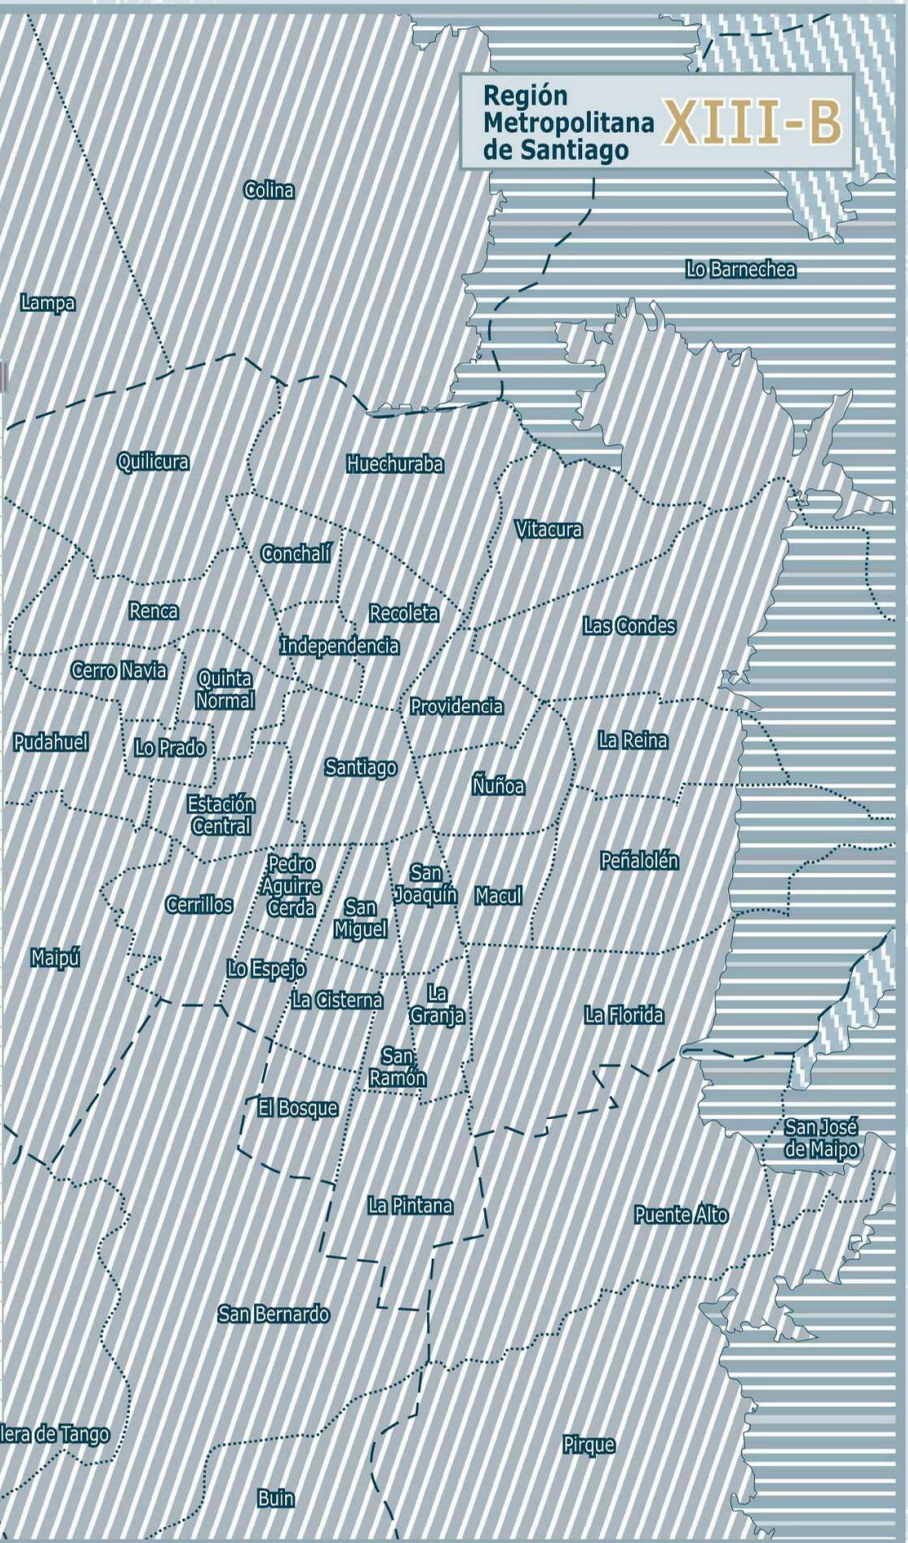 Región
Metropolitana
de Santiago
XIII-B
Colina
Lo Barnechea
Lampa
Quilicura
Huechuraba
Vitacura
Conchalí
Renca
Recoleta
Las Condes
Independencia
Cerro Navia
Quinta
Normal
Providencia
Pudahuel
Lo Prado
La Reina
Santiago
Ñuñoa
Estación
Central
Peñalolén
Pedro
Aguirre
Cerda
San
Joaquín
Macul
Cerrillos
San
Miguel
Maipú
Lo Espejo
La Cisterna
La
Granja
La Florida
San
Ramón
El Bosque
San José
de Maipo
La Pintana
Puente Alto
San Bernardo
lera de Tango
Pirque
Buin